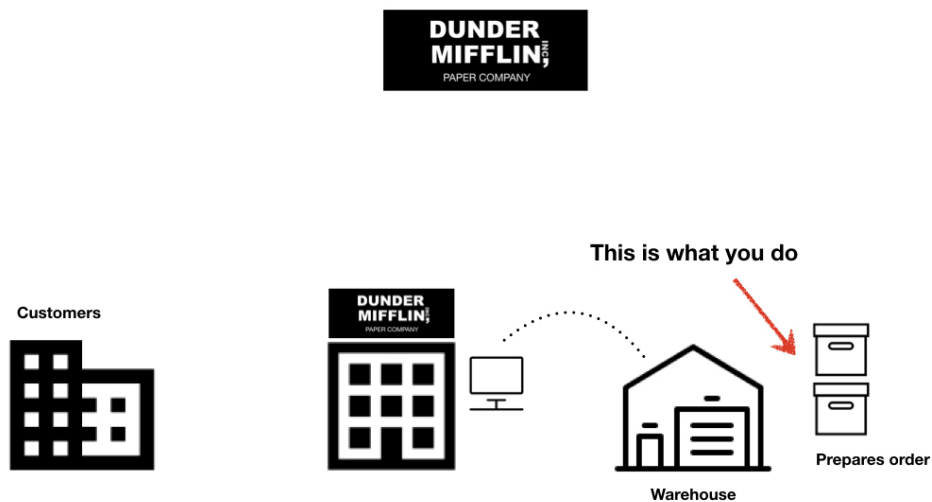 DUNDER
MIFFLIN, INC
PAPER COMPANY
This is what you do
Customers
DUNDER
MIFFLIN, INC
PAPER COMPANY
Prepares order
Warehouse